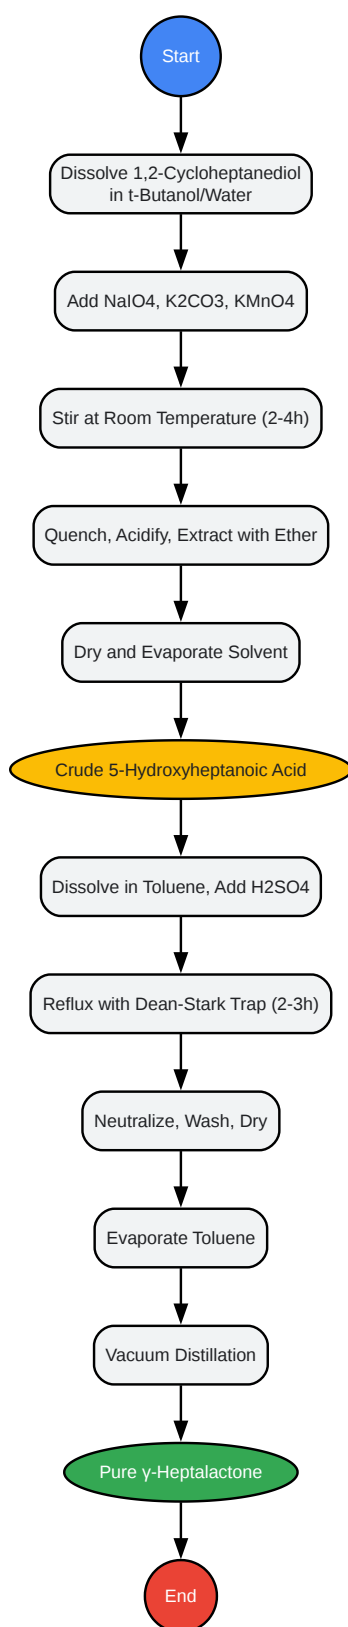 Start
Dissolve 1,2-Cycloheptanediol
in t-Butanol/Water
Add NaIO4, K2CO3, KMnO4
Stir at Room Temperature (2-4h)
Quench, Acidify, Extract with Ether
Dry and Evaporate Solvent
Crude 5-Hydroxyheptanoic Acid
Dissolve in Toluene, Add H2SO4
Reflux with Dean-Stark Trap (2-3h)
Neutralize, Wash, Dry
Evaporate Toluene
Vacuum Distillation
Pure γ-Heptalactone
End